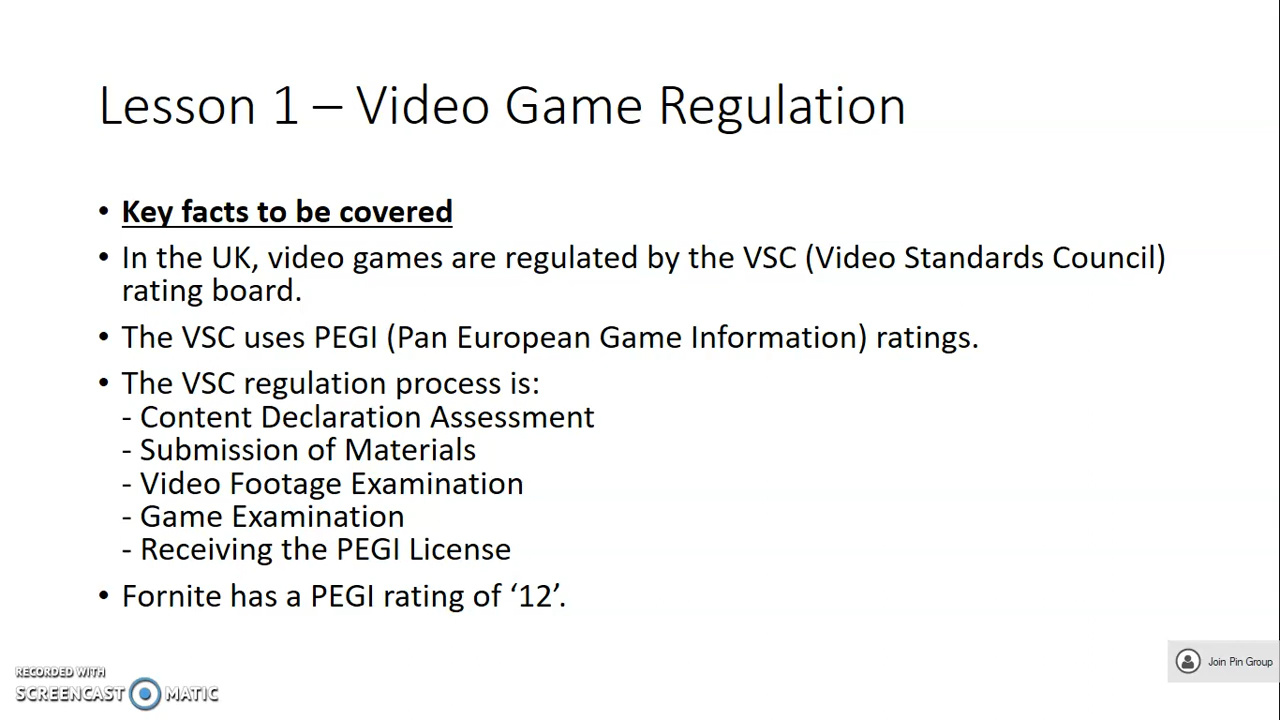 Lesson 1 – Video Game Regulation
• Key facts to be covered
• In the UK, video games are regulated by the VSC (Video Standards Council)
rating board.
• The VSC uses PEGI (Pan European Game Information) ratings.
• The VSC regulation process is:
- Content Declaration Assessment
- Submission of Materials
- Video Footage Examination
- Game Examination
- Receiving the PEGI License
• Fornite has a PEGI rating of ‘12’.
Join Pin Group
RECORDED WITH
SCREENCAST MATIC